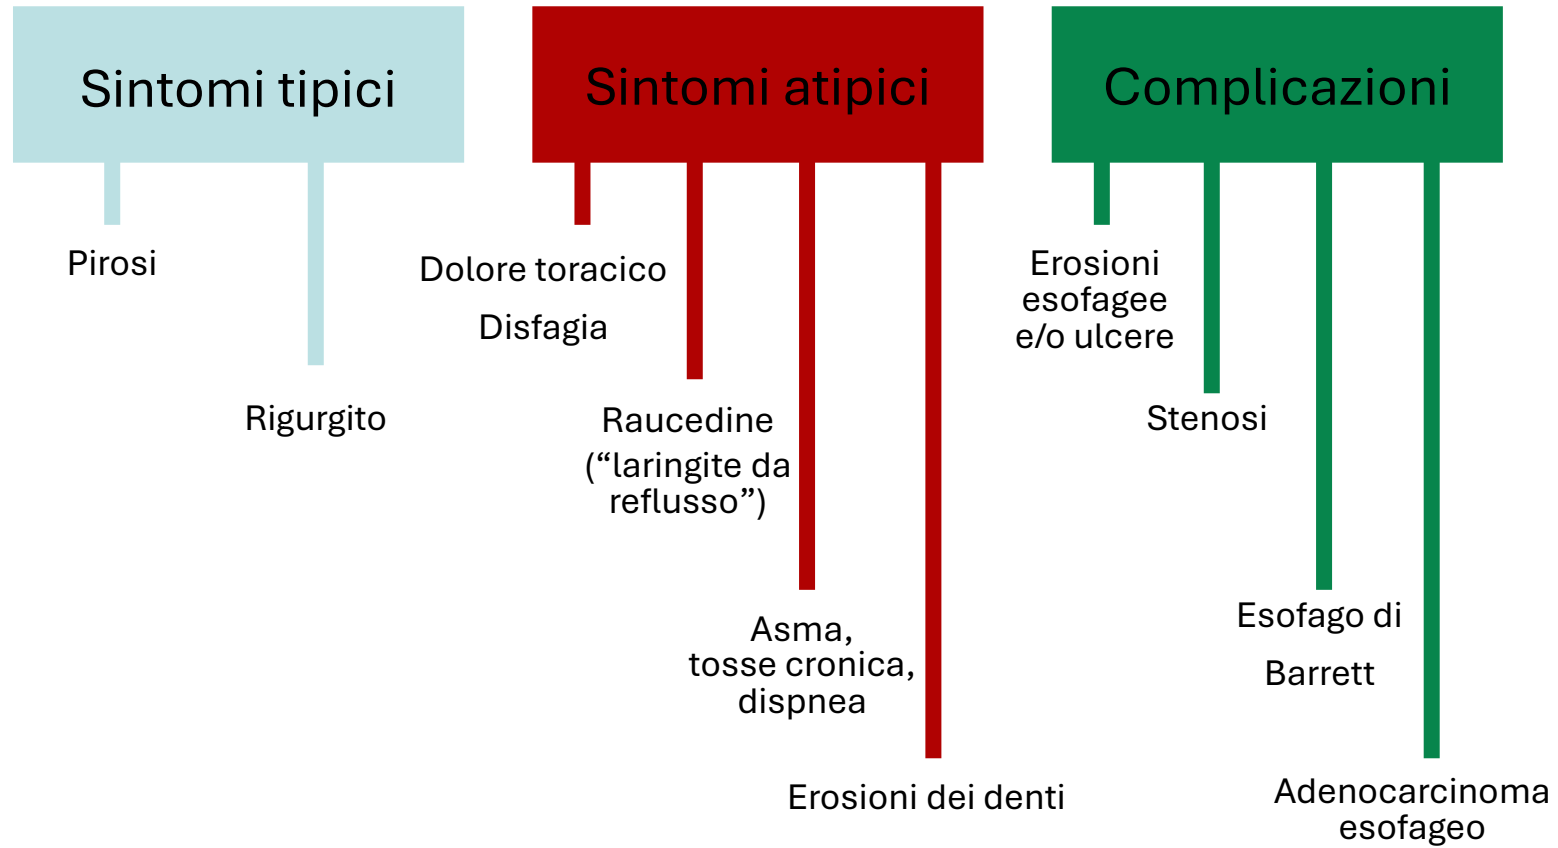 Sintomi tipici
Pirosi
Rigurgito
Sintomi atipici
Dolore toracico
Disfagia
Raucedine
(“laringite da
reflusso”)
Asma,
tosse cronica,
dispnea
Erosioni dei denti
Complicazioni
Erosioni
esofagee
e/o ulcere
Stenosi
Esofago di
Barrett
Adenocarcinoma
esofageo